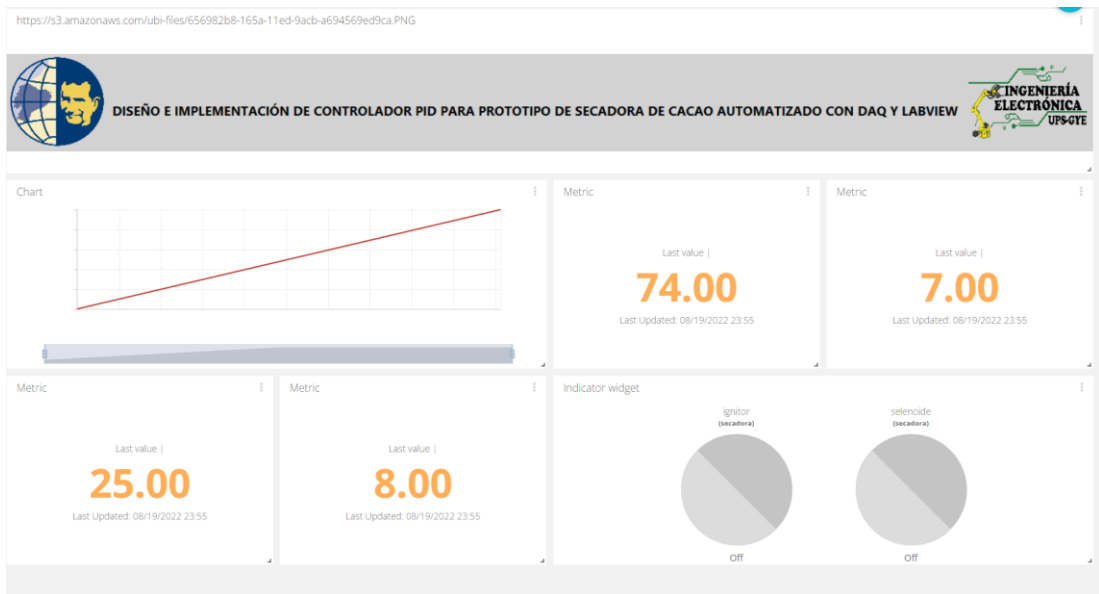 https://s3.amazonaws.com/ubi-files/656982b8-165a-11ed-9acb-a694569ed9ca.PNG
DISEÑO E IMPLEMENTACIÓN DE CONTROLADOR PID PARA PROTOTIPO DE SECADORA DE CACAO AUTOMATIZADO CON DAQ Y LABVIEW
INGENIERÍA
ELECTRÓNICA
UPS-GYE
Chart
Metric
Last value |
74.00
Last Updated: 08/19/2022 23:55
Metric
Last value |
7.00
Last Updated: 08/19/2022 23:55
Metric
Last value |
25.00
Last Updated: 08/19/2022 23:55
Metric
Last value |
8.00
Last Updated: 08/19/2022 23:55
Indicator widget
ignitor
(secadora)
Off
selenoide
(secadora)
Off